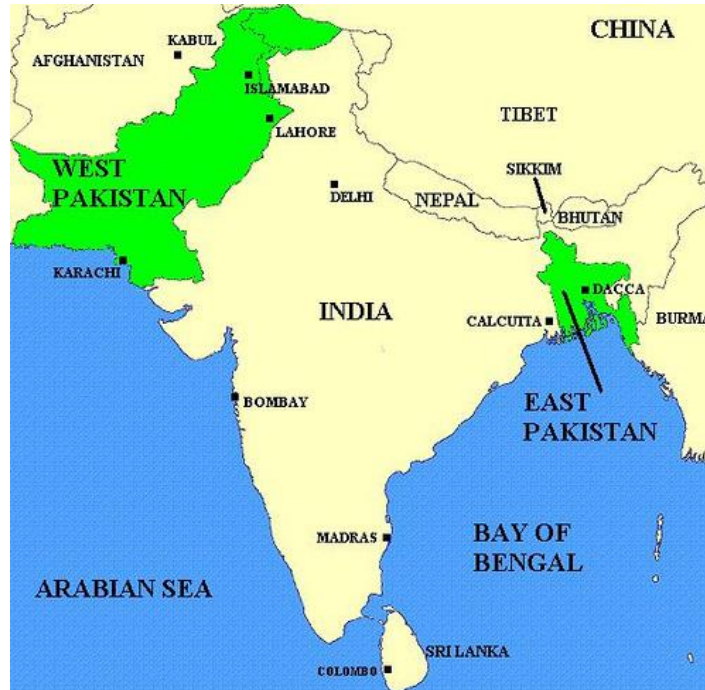 CHINA
KABUL
AFGHANISTAN
ISLAMABAD
TIBET
LAHORE
WEST
PAKISTAN
SIKKIM
DELHI
NEPAL
BHUTAN
KARACHI
DACCA
INDIA
CALCUTTA
BURMA
BOMBAY
EAST
PAKISTAN
MADRAS
BAY OF
BENGAL
ARABIAN SEA
SRI LANKA
COLOMBO